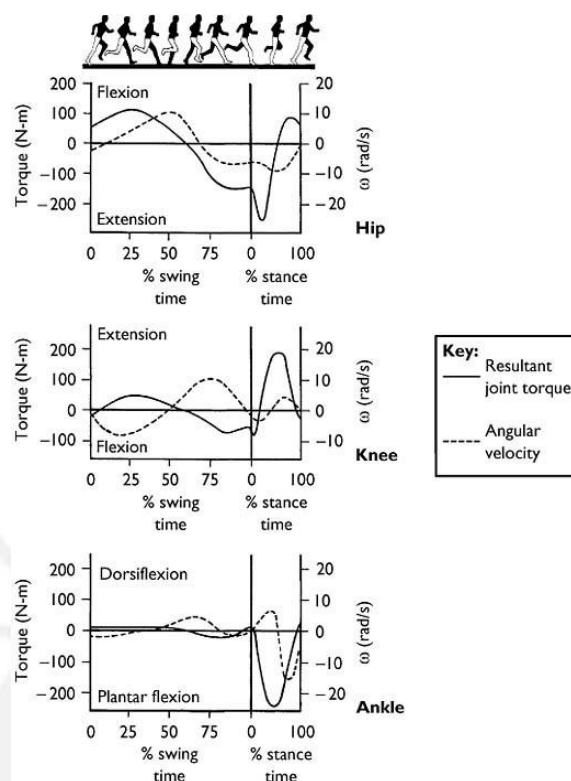 200
100
0
−100
−200
Torque (N-m)
Flexion
Extension
20
10
0
−10
−20
ω (rad/s)
Hip
0 25 50 75 0 100
% swing time
% stance time
200
100
0
−100
Torque (N-m)
Extension
Flexion
20
10
0
−10
ω (rad/s)
Knee
0 25 50 75 0 100
% swing time
% stance time
Key:
Resultant
joint torque
Angular
velocity
200
100
0
−100
−200
Torque (N-m)
Dorsiflexion
Plantar flexion
20
10
0
−10
−20
ω (rad/s)
Ankle
0 25 50 75 0 100
% swing time
% stance time